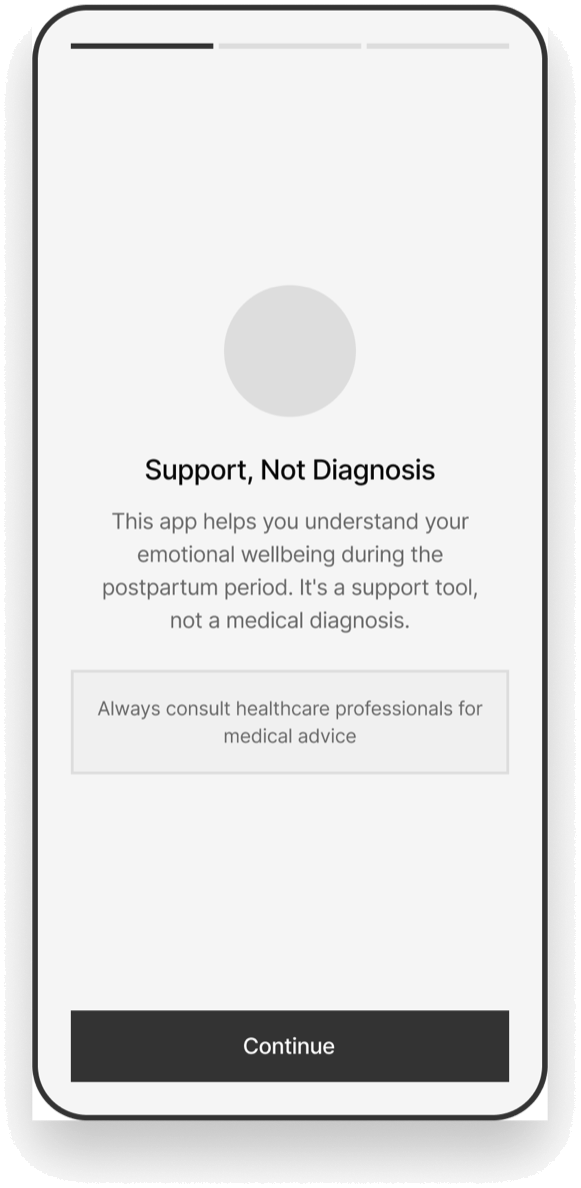 Support, Not Diagnosis
This app helps you understand your
emotional wellbeing during the
postpartum period. It's a support tool,
not a medical diagnosis.
Always consult healthcare professionals for
medical advice
Continue